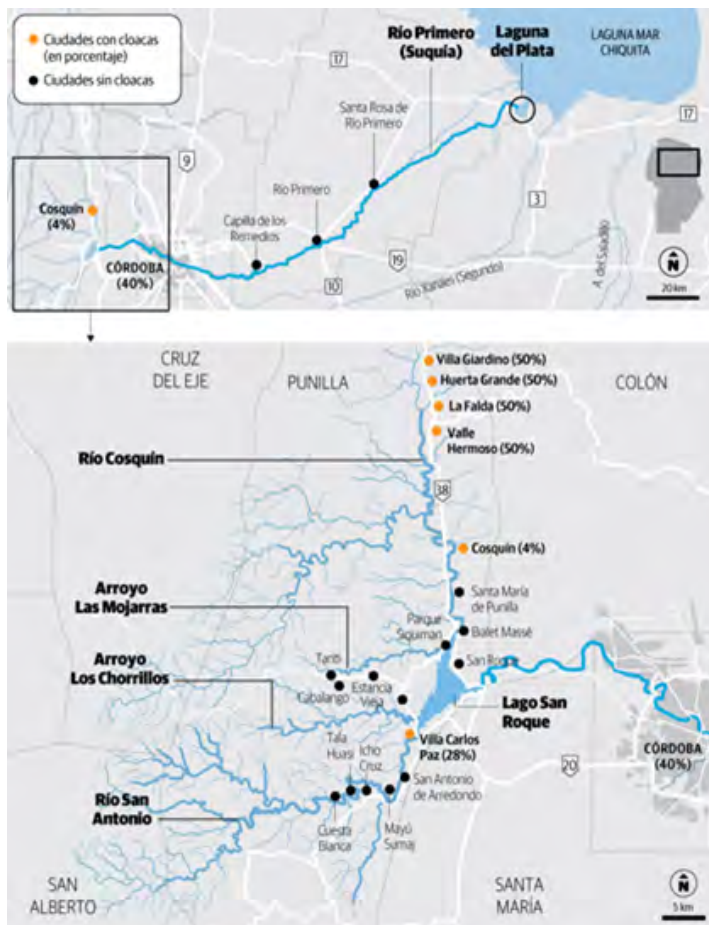 Ciudades con cloacas
(en porcentaje)
Ciudades sin cloacas
Río Primero
(Suquía)
Laguna
del Plata
LAGUNA MAR
CHIQUITA
17
Santa Rosa de
Río Primero
17
9
Río Primero
Cosquín
(4%)
Capilla de los
Remedios
3
CÓRDOBA
(40%)
19
10
Río Xanaes (Segundo)
A. del Saladillo
N
20 km
CRUZ
DEL EJE
PUNILLA
COLÓN
Villa Giardino (50%)
Huerta Grande (50%)
La Falda (50%)
Valle
Hermoso (50%)
Río Cosquín
38
Cosquín (4%)
Arroyo
Las Mojarras
Santa María
de Punilla
Parque
Siquiman
Bialet Massé
Tanti
San Roque
Arroyo
Los Chorrillos
Cabalango
Estancia
Vieja
Lago San
Roque
Tala
Huasi
Icho
Cruz
Villa Carlos
Paz (28%)
CÓRDOBA
(40%)
20
San Antonio
de Arredondo
Río San
Antonio
Cuesta
Blanca
Mayú
Sumaj
SAN
ALBERTO
SANTA
MARÍA
N
5 km